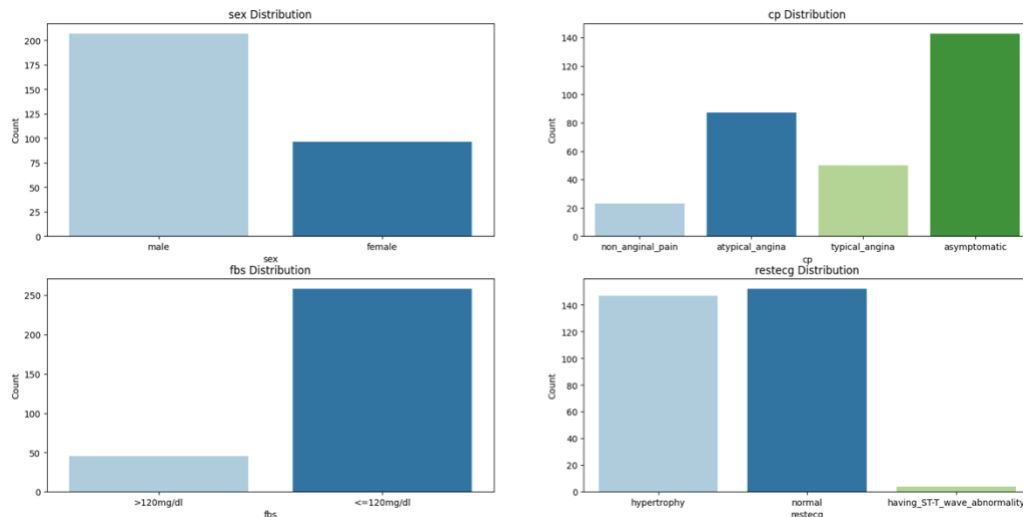 sex Distribution
200
175
150
125
100
75
50
25
0
Count
male
female
sex
cp Distribution
140
120
100
80
60
40
20
0
Count
non_anginal_pain
atypical_angina
typical_angina
asymptomatic
cp
fbs Distribution
250
200
150
100
50
0
Count
>120mg/dl
<=120mg/dl
fbs
restecg Distribution
140
120
100
80
60
40
20
0
Count
hypertrophy
normal
having_ST-T_wave_abnormality
restecg